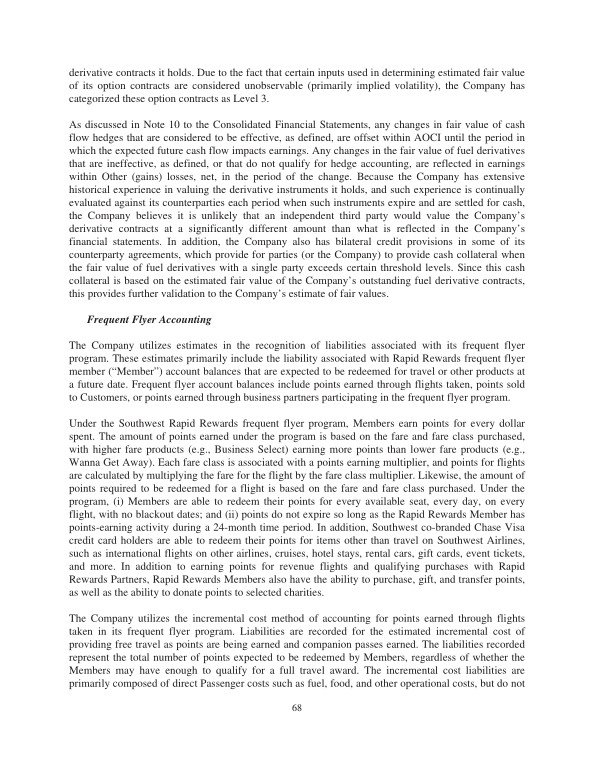 derivative contracts it holds. Due to the fact that certain inputs used in determining estimated fair value
of its option contracts are considered unobservable (primarily implied volatility), the Company has
categorized these option contracts as Level 3.
As discussed in Note 10 to the Consolidated Financial Statements, any changes in fair value of cash
flow hedges that are considered to be effective, as defined, are offset within AOCI until the period in
which the expected future cash flow impacts earnings. Any changes in the fair value of fuel derivatives
that are ineffective, as defined, or that do not qualify for hedge accounting, are reflected in earnings
within Other (gains) losses, net, in the period of the change. Because the Company has extensive
historical experience in valuing the derivative instruments it holds, and such experience is continually
evaluated against its counterparties each period when such instruments expire and are settled for cash,
the Company believes it is unlikely that an independent third party would value the Company’s
derivative contracts at a significantly different amount than what is reflected in the Company’s
financial statements. In addition, the Company also has bilateral credit provisions in some of its
counterparty agreements, which provide for parties (or the Company) to provide cash collateral when
the fair value of fuel derivatives with a single party exceeds certain threshold levels. Since this cash
collateral is based on the estimated fair value of the Company’s outstanding fuel derivative contracts,
this provides further validation to the Company’s estimate of fair values.
Frequent Flyer Accounting
The Company utilizes estimates in the recognition of liabilities associated with its frequent flyer
program. These estimates primarily include the liability associated with Rapid Rewards frequent flyer
member (“Member”) account balances that are expected to be redeemed for travel or other products at
a future date. Frequent flyer account balances include points earned through flights taken, points sold
to Customers, or points earned through business partners participating in the frequent flyer program.
Under the Southwest Rapid Rewards frequent flyer program, Members earn points for every dollar
spent. The amount of points earned under the program is based on the fare and fare class purchased,
with higher fare products (e.g., Business Select) earning more points than lower fare products (e.g.,
Wanna Get Away). Each fare class is associated with a points earning multiplier, and points for flights
are calculated by multiplying the fare for the flight by the fare class multiplier. Likewise, the amount of
points required to be redeemed for a flight is based on the fare and fare class purchased. Under the
program, (i) Members are able to redeem their points for every available seat, every day, on every
flight, with no blackout dates; and (ii) points do not expire so long as the Rapid Rewards Member has
points-earning activity during a 24-month time period. In addition, Southwest co-branded Chase Visa
credit card holders are able to redeem their points for items other than travel on Southwest Airlines,
such as international flights on other airlines, cruises, hotel stays, rental cars, gift cards, event tickets,
and more. In addition to earning points for revenue flights and qualifying purchases with Rapid
Rewards Partners, Rapid Rewards Members also have the ability to purchase, gift, and transfer points,
as well as the ability to donate points to selected charities.
The Company utilizes the incremental cost method of accounting for points earned through flights
taken in its frequent flyer program. Liabilities are recorded for the estimated incremental cost of
providing free travel as points are being earned and companion passes earned. The liabilities recorded
represent the total number of points expected to be redeemed by Members, regardless of whether the
Members may have enough to qualify for a full travel award. The incremental cost liabilities are
primarily composed of direct Passenger costs such as fuel, food, and other operational costs, but do not
68